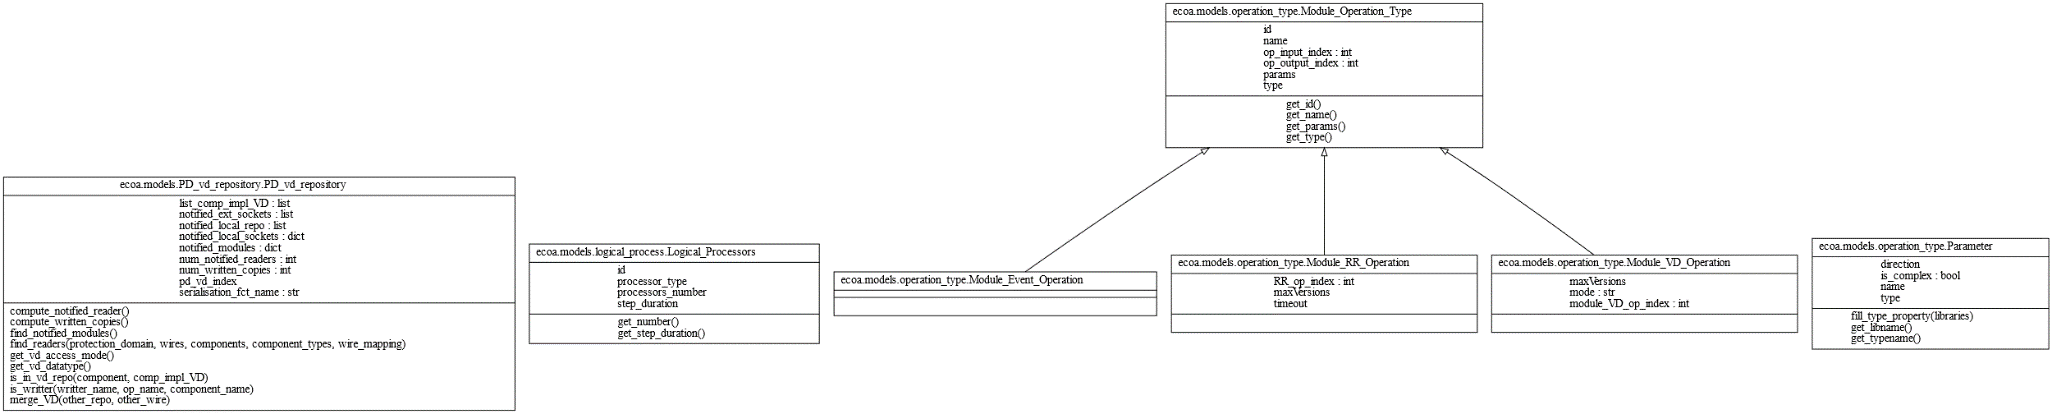 ecoa.models.operation_type.Module_Operation_Type
id
name
op_input_index : int
op_output_index : int
params
type
get_id()
get_name()
get_params()
get_type()
ecoa.models.PD_vd_repository.PD_vd_repository
list_comp_impl_VD : list
notified_ext_sockets : list
notified_local_repo : list
notified_local_sockets : dict
notified_modules : dict
num_notified_readers : int
num_written_copies : int
pd_vd_index
serialisation_fct_name : str
compute_notified_reader()
compute_written_copies()
find_notified_modules()
find_readers(protection_domain, wires, components, component_types, wire_mapping)
get_vd_access_mode()
get_vd_datatype()
is_in_vd_repo(component, comp_impl_VD)
is_writter(writter_name, op_name, component_name)
merge_VD(other_repo, other_wire)
ecoa.models.logical_process.Logical_Processors
id
processor_type
processors_number
step_duration
get_number()
get_step_duration()
ecoa.models.operation_type.Module_Event_Operation
ecoa.models.operation_type.Module_RR_Operation
RR_op_index : int
maxVersions
timeout
ecoa.models.operation_type.Module_VD_Operation
maxVersions
mode : str
module_VD_op_index : int
ecoa.models.operation_type.Parameter
direction
is_complex : bool
name
type
fill_type_property(libraries)
get_libname()
get_typename()